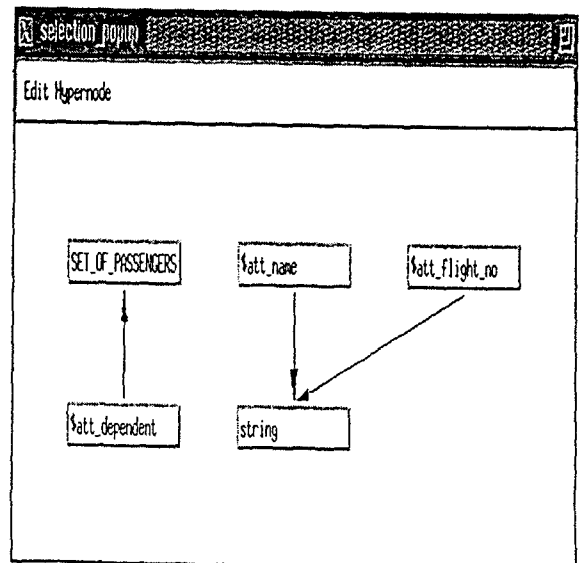 selection popup
Edit Hypernode
SET_OF_PASSENGERS
$att_name
$att_flight_no
$att_dependent
string